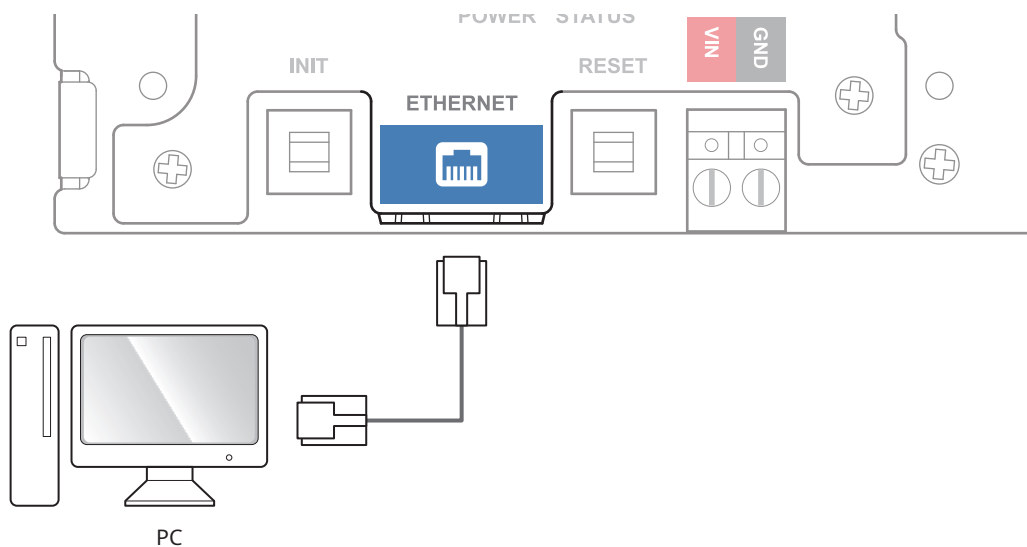 POWER STATUS
INIT
RESET
VIN
GND
ETHERNET
PC